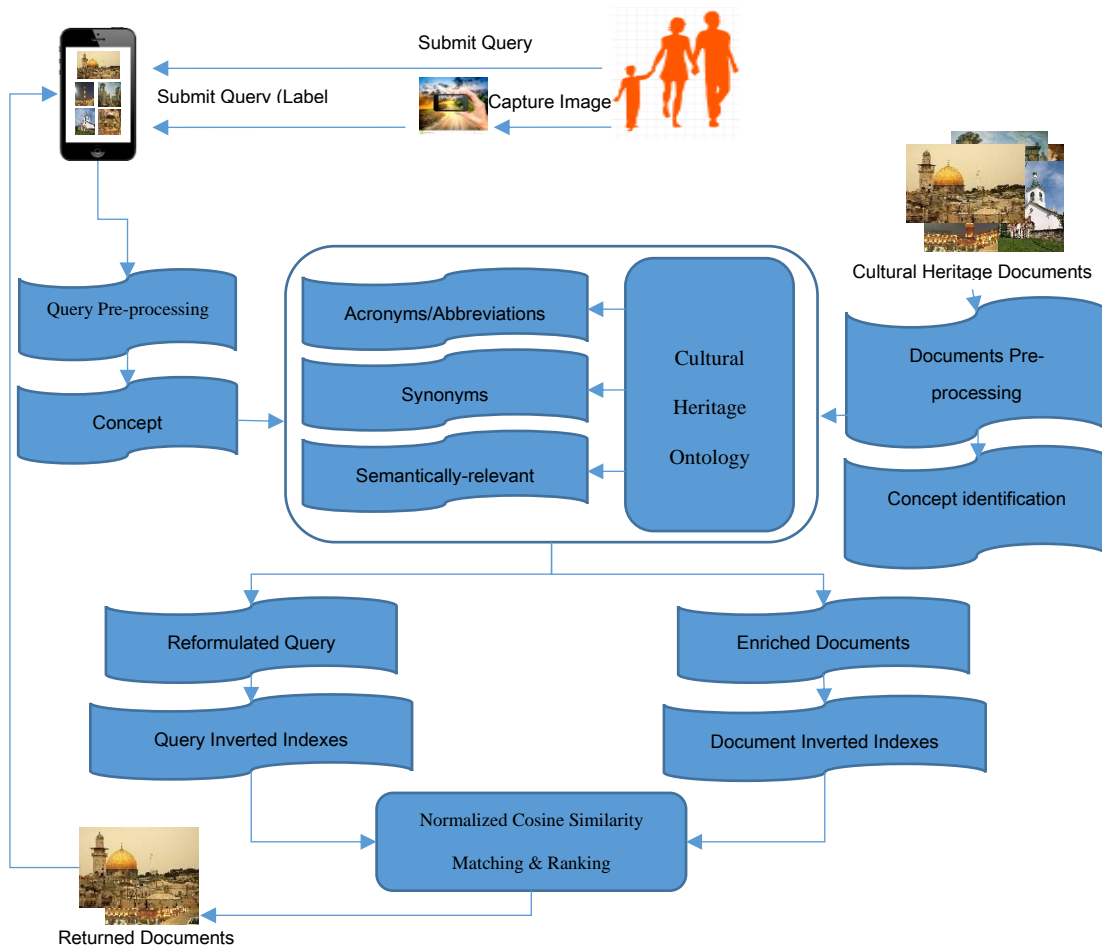 Submit Query
Submit Query (Label
Capture Image
Cultural Heritage Documents
Query Pre-processing
Concept
Acronyms/Abbreviations
Synonyms
Semantically-relevant
Cultural
Heritage
Ontology
Documents Pre-
processing
Concept identification
Reformulated Query
Enriched Documents
Query Inverted Indexes
Document Inverted Indexes
Normalized Cosine Similarity
Matching & Ranking
Returned Documents